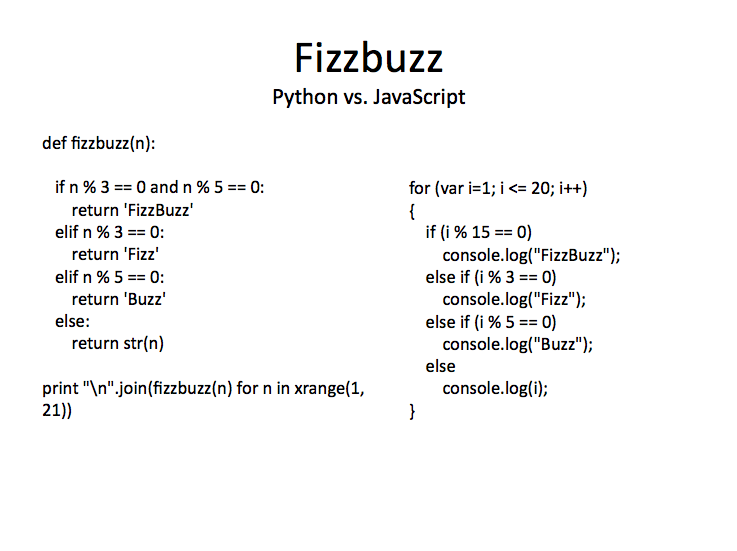 Fizzbuzz
Python vs. JavaScript
def fizzbuzz(n):
if n % 3 == 0 and n % 5 == 0:
return 'FizzBuzz'
elif n % 3 == 0:
return 'Fizz'
elif n % 5 == 0:
return 'Buzz'
else:
return str(n)
print "\n".join(fizzbuzz(n) for n in xrange(1,
21))
for (var i=1; i <= 20; i++)
{
if (i % 15 == 0)
console.log("FizzBuzz");
else if (i % 3 == 0)
console.log("Fizz");
else if (i % 5 == 0)
console.log("Buzz");
else
console.log(i);
}